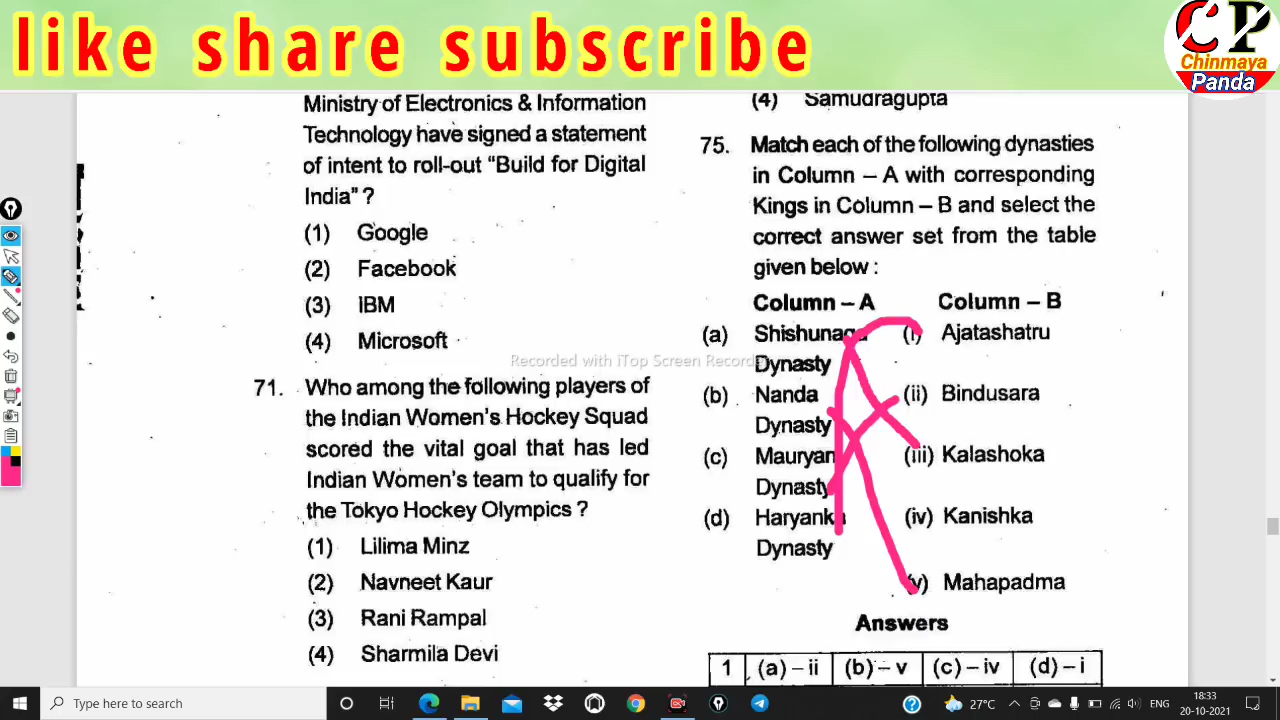 like share subscribe
CP
Chinmaya
Panda
Ministry of Electronics & Information
Technology have signed a statement
of intent to roll-out “Build for Digital
India” ?
(1) Google
(2) Facebook
(3) IBM
(4) Microsoft
71. Who among the following players of
the Indian Women's Hockey Squad
scored the vital goal that has led
Indian Women's team to qualify for
the Tokyo Hockey Olympics ?
(1) Lilima Minz
(2) Navneet Kaur
(3) Rani Rampal
(4) Sharmila Devi
(4) Samudragupta
75. Match each of the following dynasties
in Column – A with corresponding
Kings in Column – B and select the
correct answer set from the table
given below :
Column – A Column – B
(a) Shishunaga (i) Ajatashatru
Dynasty
(b) Nanda (ii) Bindusara
Dynasty
(c) Mauryan (iii) Kalashoka
Dynasty
(d) Haryanka (iv) Kanishka
Dynasty
(v) Mahapadma
Answers
1 (a) – ii (b) – v (c) – iv (d) – i
Recorded with iTop Screen Recorder
Type here to search
27°C
ENG
18:33
20-10-2021